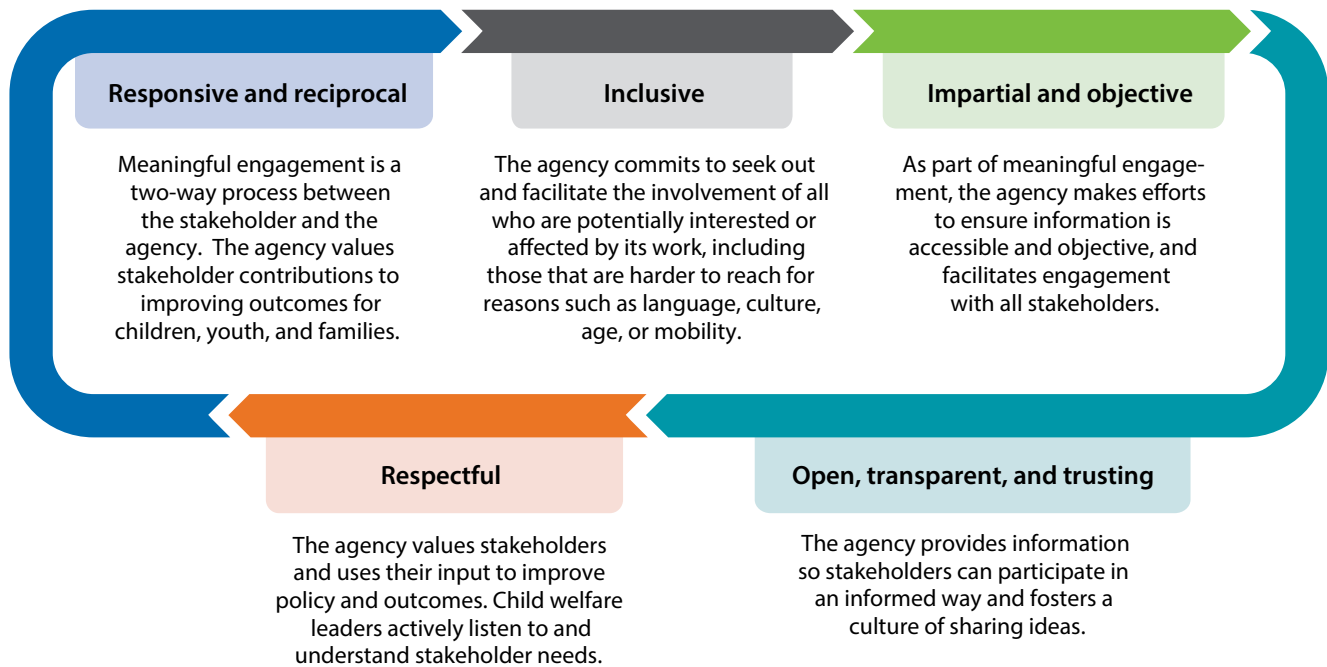 Responsive and reciprocal
Meaningful engagement is a
two-way process between
the stakeholder and the
agency.  The agency values
stakeholder contributions to
improving outcomes for
children, youth, and families.
Inclusive
The agency commits to seek out
and facilitate the involvement of all
who are potentially interested or
affected by its work, including
those that are harder to reach for
reasons such as language, culture,
age, or mobility.
Impartial and objective
As part of meaningful engage-
ment, the agency makes efforts
to ensure information is
accessible and objective, and
facilitates engagement
with all stakeholders.
Respectful
The agency values stakeholders
and uses their input to improve
policy and outcomes. Child welfare
leaders actively listen to and
understand stakeholder needs.
Open, transparent, and trusting
The agency provides information
so stakeholders can participate in
an informed way and fosters a
culture of sharing ideas.